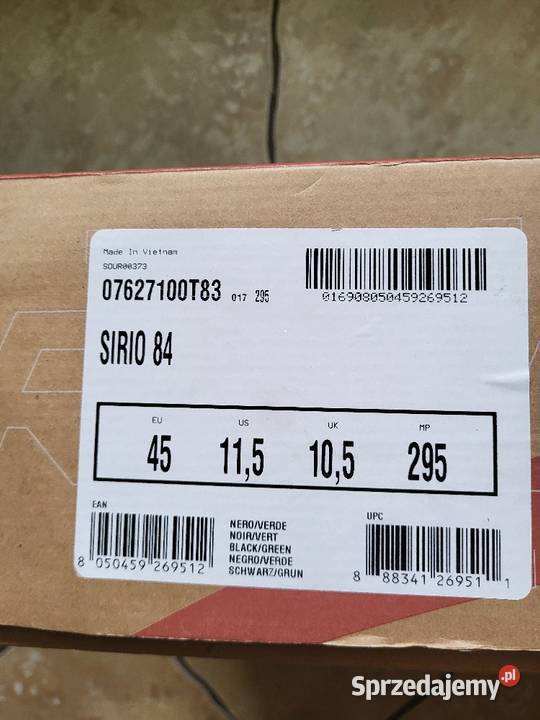 Made In Vietnam
SOUR00373
07627100T83 017 295
016908050459269512
SIRIO 84
EU US UK MP
45 11,5 10,5 295
EAN
UPC
NERO/VERDE
NOIR/VERT
BLACK/GREEN
NEGRO/VERDE
SCHWARZ/GRUN
8 050459 269512
8 88341 26951 1
Sprzedajemy.pl